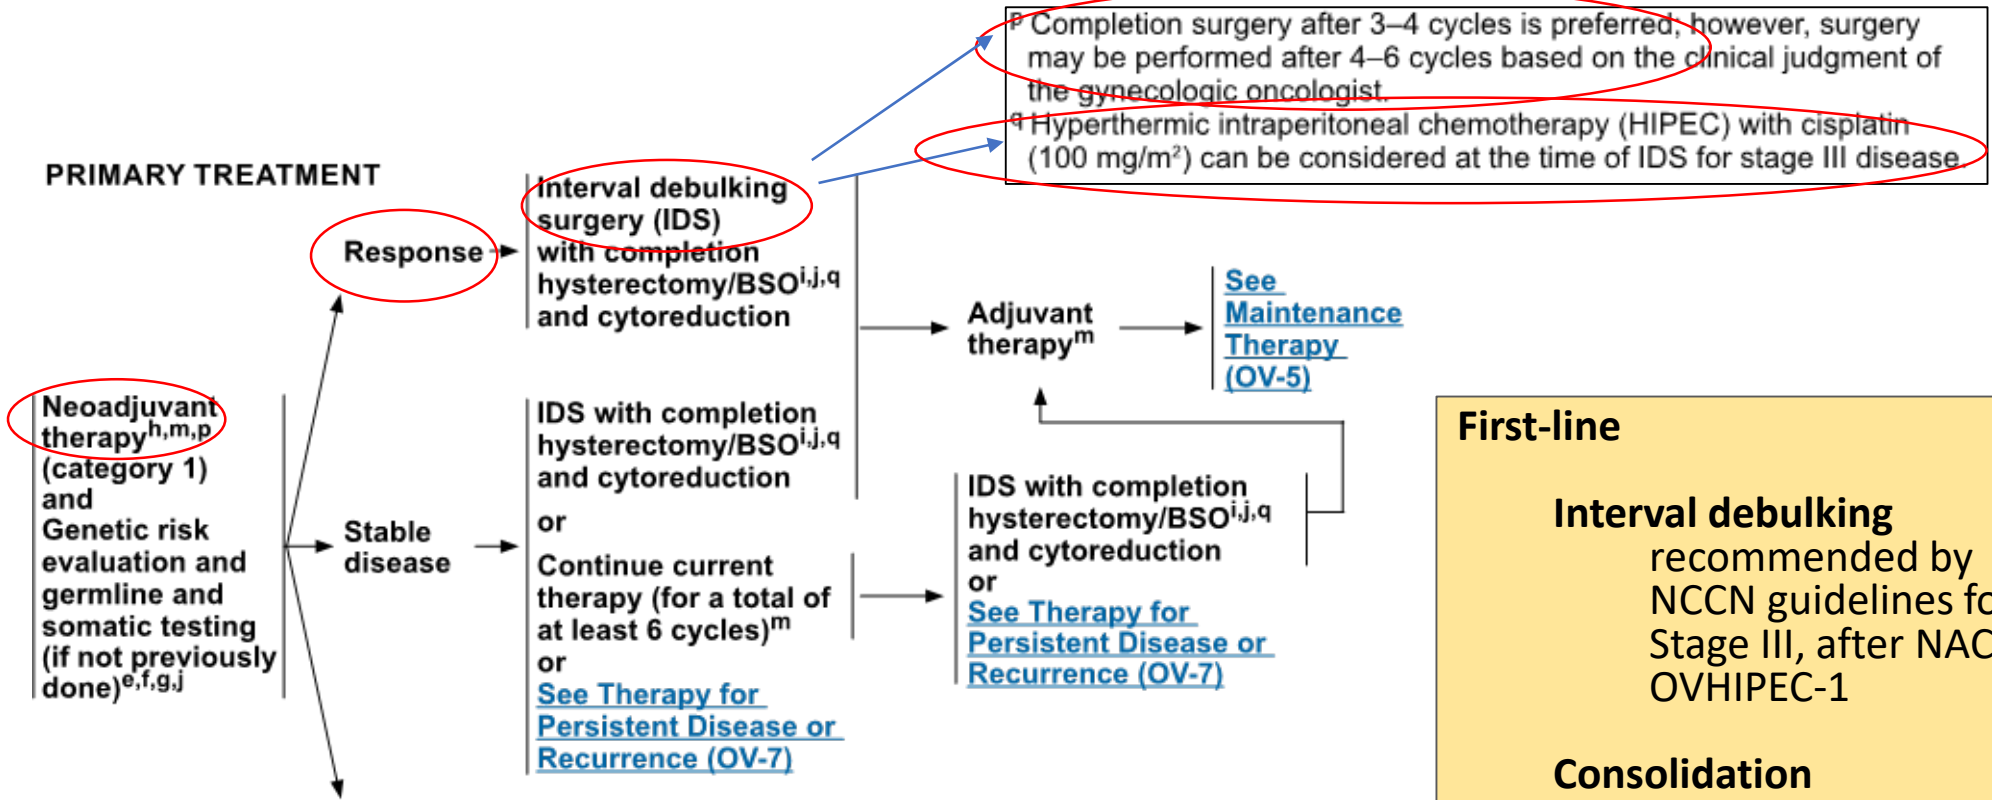 p Completion surgery after 3–4 cycles is preferred; however, surgery
may be performed after 4–6 cycles based on the clinical judgment of
the gynecologic oncologist.
q Hyperthermic intraperitoneal chemotherapy (HIPEC) with cisplatin
(100 mg/m²) can be considered at the time of IDS for stage III disease.
PRIMARY TREATMENT
Neoadjuvant
therapy h,m,p
(category 1)
and
Genetic risk
evaluation and
germline and
somatic testing
(if not previously
done) e,f,g,j
Response
Interval debulking
surgery (IDS)
with completion
hysterectomy/BSO i,j,q
and cytoreduction
Stable
disease
IDS with completion
hysterectomy/BSO i,j,q
and cytoreduction
or
Continue current
therapy (for a total of
at least 6 cycles) m
or
See Therapy for
Persistent Disease or
Recurrence (OV-7)
Adjuvant
therapy m
See
Maintenance
Therapy
(OV-5)
IDS with completion
hysterectomy/BSO i,j,q
and cytoreduction
or
See Therapy for
Persistent Disease or
Recurrence (OV-7)
First-line
Interval debulking
recommended by
NCCN guidelines fo
Stage III, after NAC
OVHIPEC-1
Consolidation